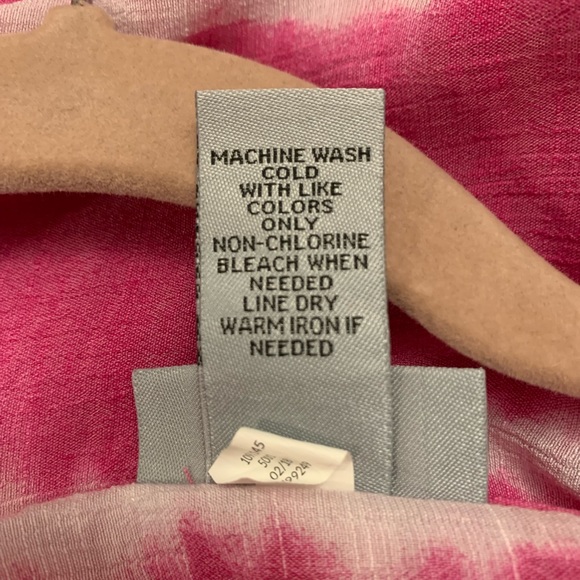 MACHINE WASH
COLD
WITH LIKE
COLORS
ONLY
NON-CHLORINE
BLEACH WHEN
NEEDED
LINE DRY
WARM IRON IF
NEEDED